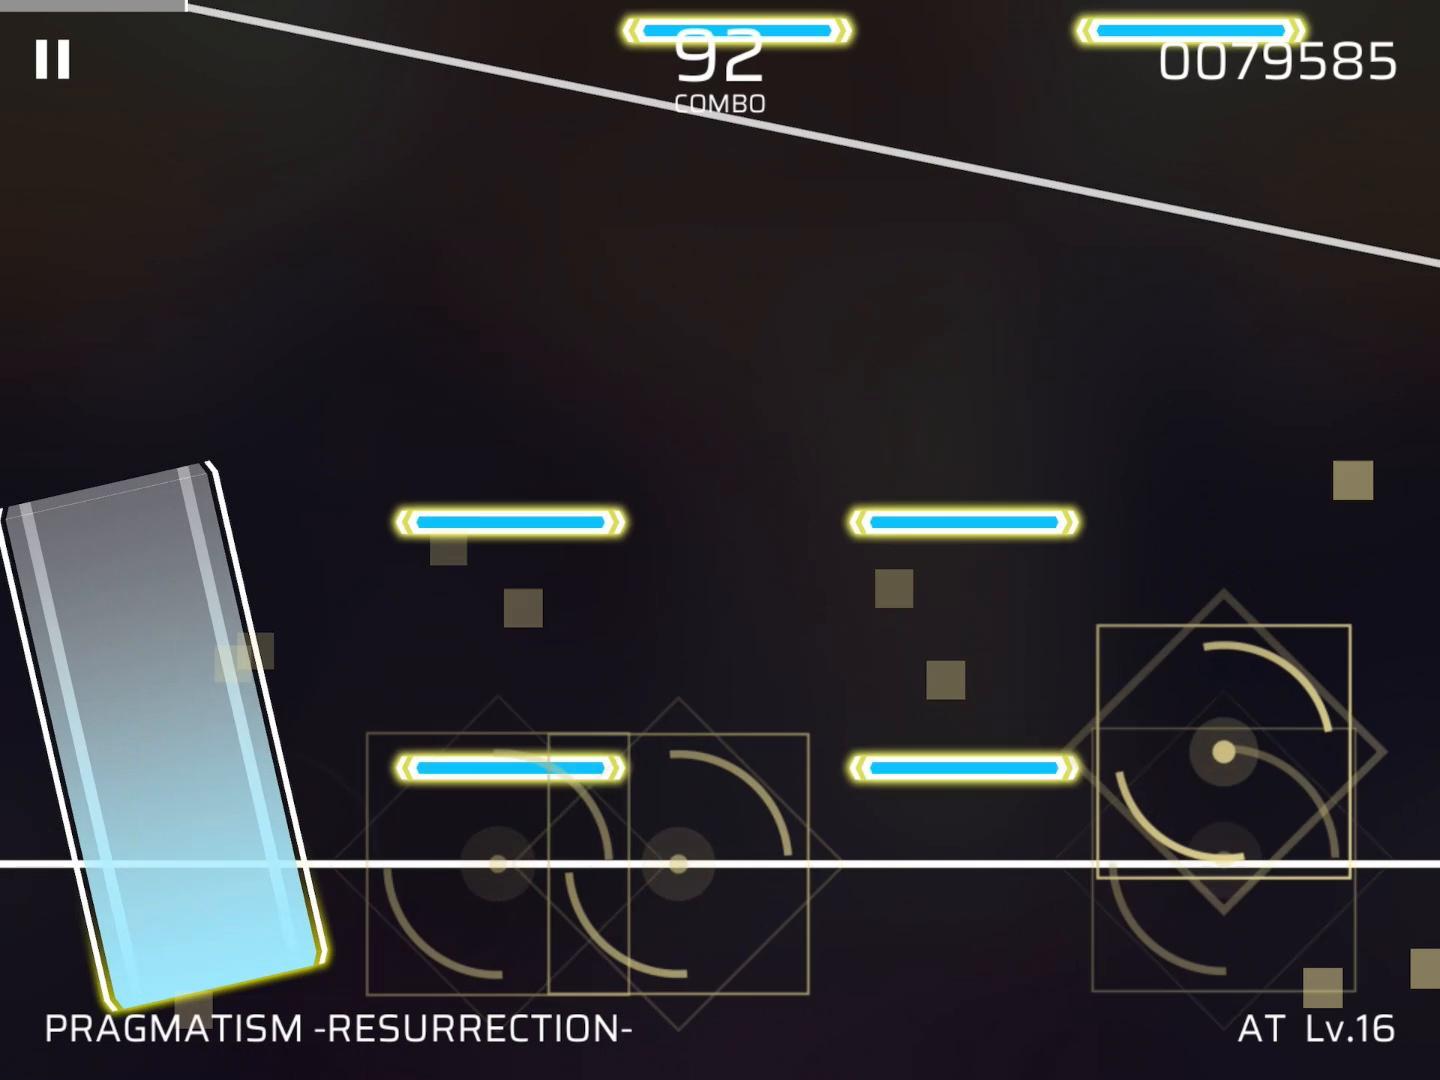 92
COMBO
0079585
PRAGMATISM -RESURRECTION-
AT Lv.16